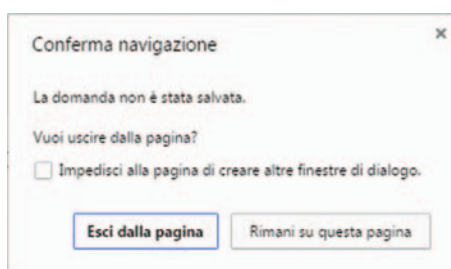 Conferma navigazione
La domanda non è stata salvata.
Vuoi uscire dalla pagina?
Impedisci alla pagina di creare altre finestre di dialogo.
Esci dalla pagina Rimani su questa pagina